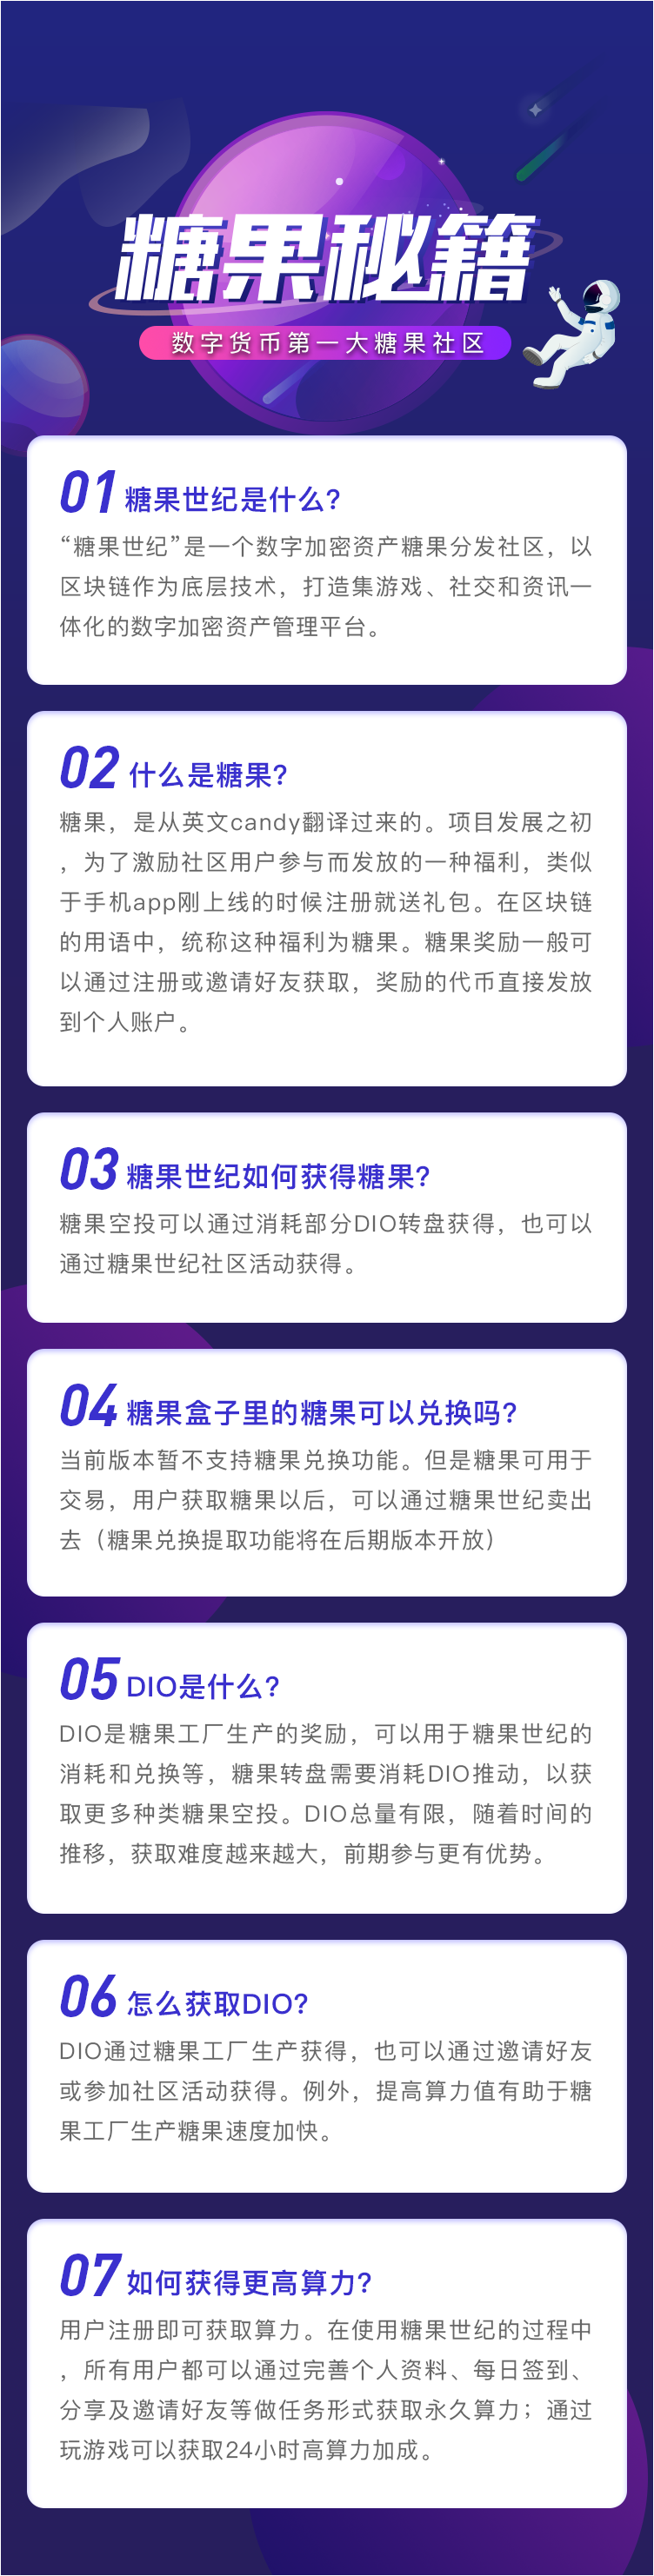 糖果秘籍
数字货币第一大糖果社区
01 糖果世纪是什么?
“糖果世纪”是一个数字加密资产糖果分发社区，以
区块链作为底层技术，打造集游戏、社交和资讯一
体化的数字加密资产管理平台。
02 什么是糖果?
糖果，是从英文candy翻译过来的。项目发展之初
，为了激励社区用户参与而发放的一种福利，类似
于手机app刚上线的时候注册就送礼包。在区块链
的用语中，统称这种福利为糖果。糖果奖励一般可
以通过注册或邀请好友获取，奖励的代币直接发放
到个人账户。
03 糖果世纪如何获得糖果?
糖果空投可以通过消耗部分DIO转盘获得，也可以
通过糖果世纪社区活动获得。
04 糖果盒子里的糖果可以兑换吗?
当前版本暂不支持糖果兑换功能。但是糖果可用于
交易，用户获取糖果以后，可以通过糖果世纪卖出
去（糖果兑换提取功能将在后期版本开放）
05 DIO是什么?
DIO是糖果工厂生产的奖励，可以用于糖果世纪的
消耗和兑换等，糖果转盘需要消耗DIO推动，以获
取更多种类糖果空投。DIO总量有限，随着时间的
推移，获取难度越来越大，前期参与更有优势。
06 怎么获取DIO?
DIO通过糖果工厂生产获得，也可以通过邀请好友
或参加社区活动获得。例外，提高算力值有助于糖
果工厂生产糖果速度加快。
07 如何获得更高算力?
用户注册即可获取算力。在使用糖果世纪的过程中
，所有用户都可以通过完善个人资料、每日签到、
分享及邀请好友等做任务形式获取永久算力；通过
玩游戏可以获取24小时高算力加成。